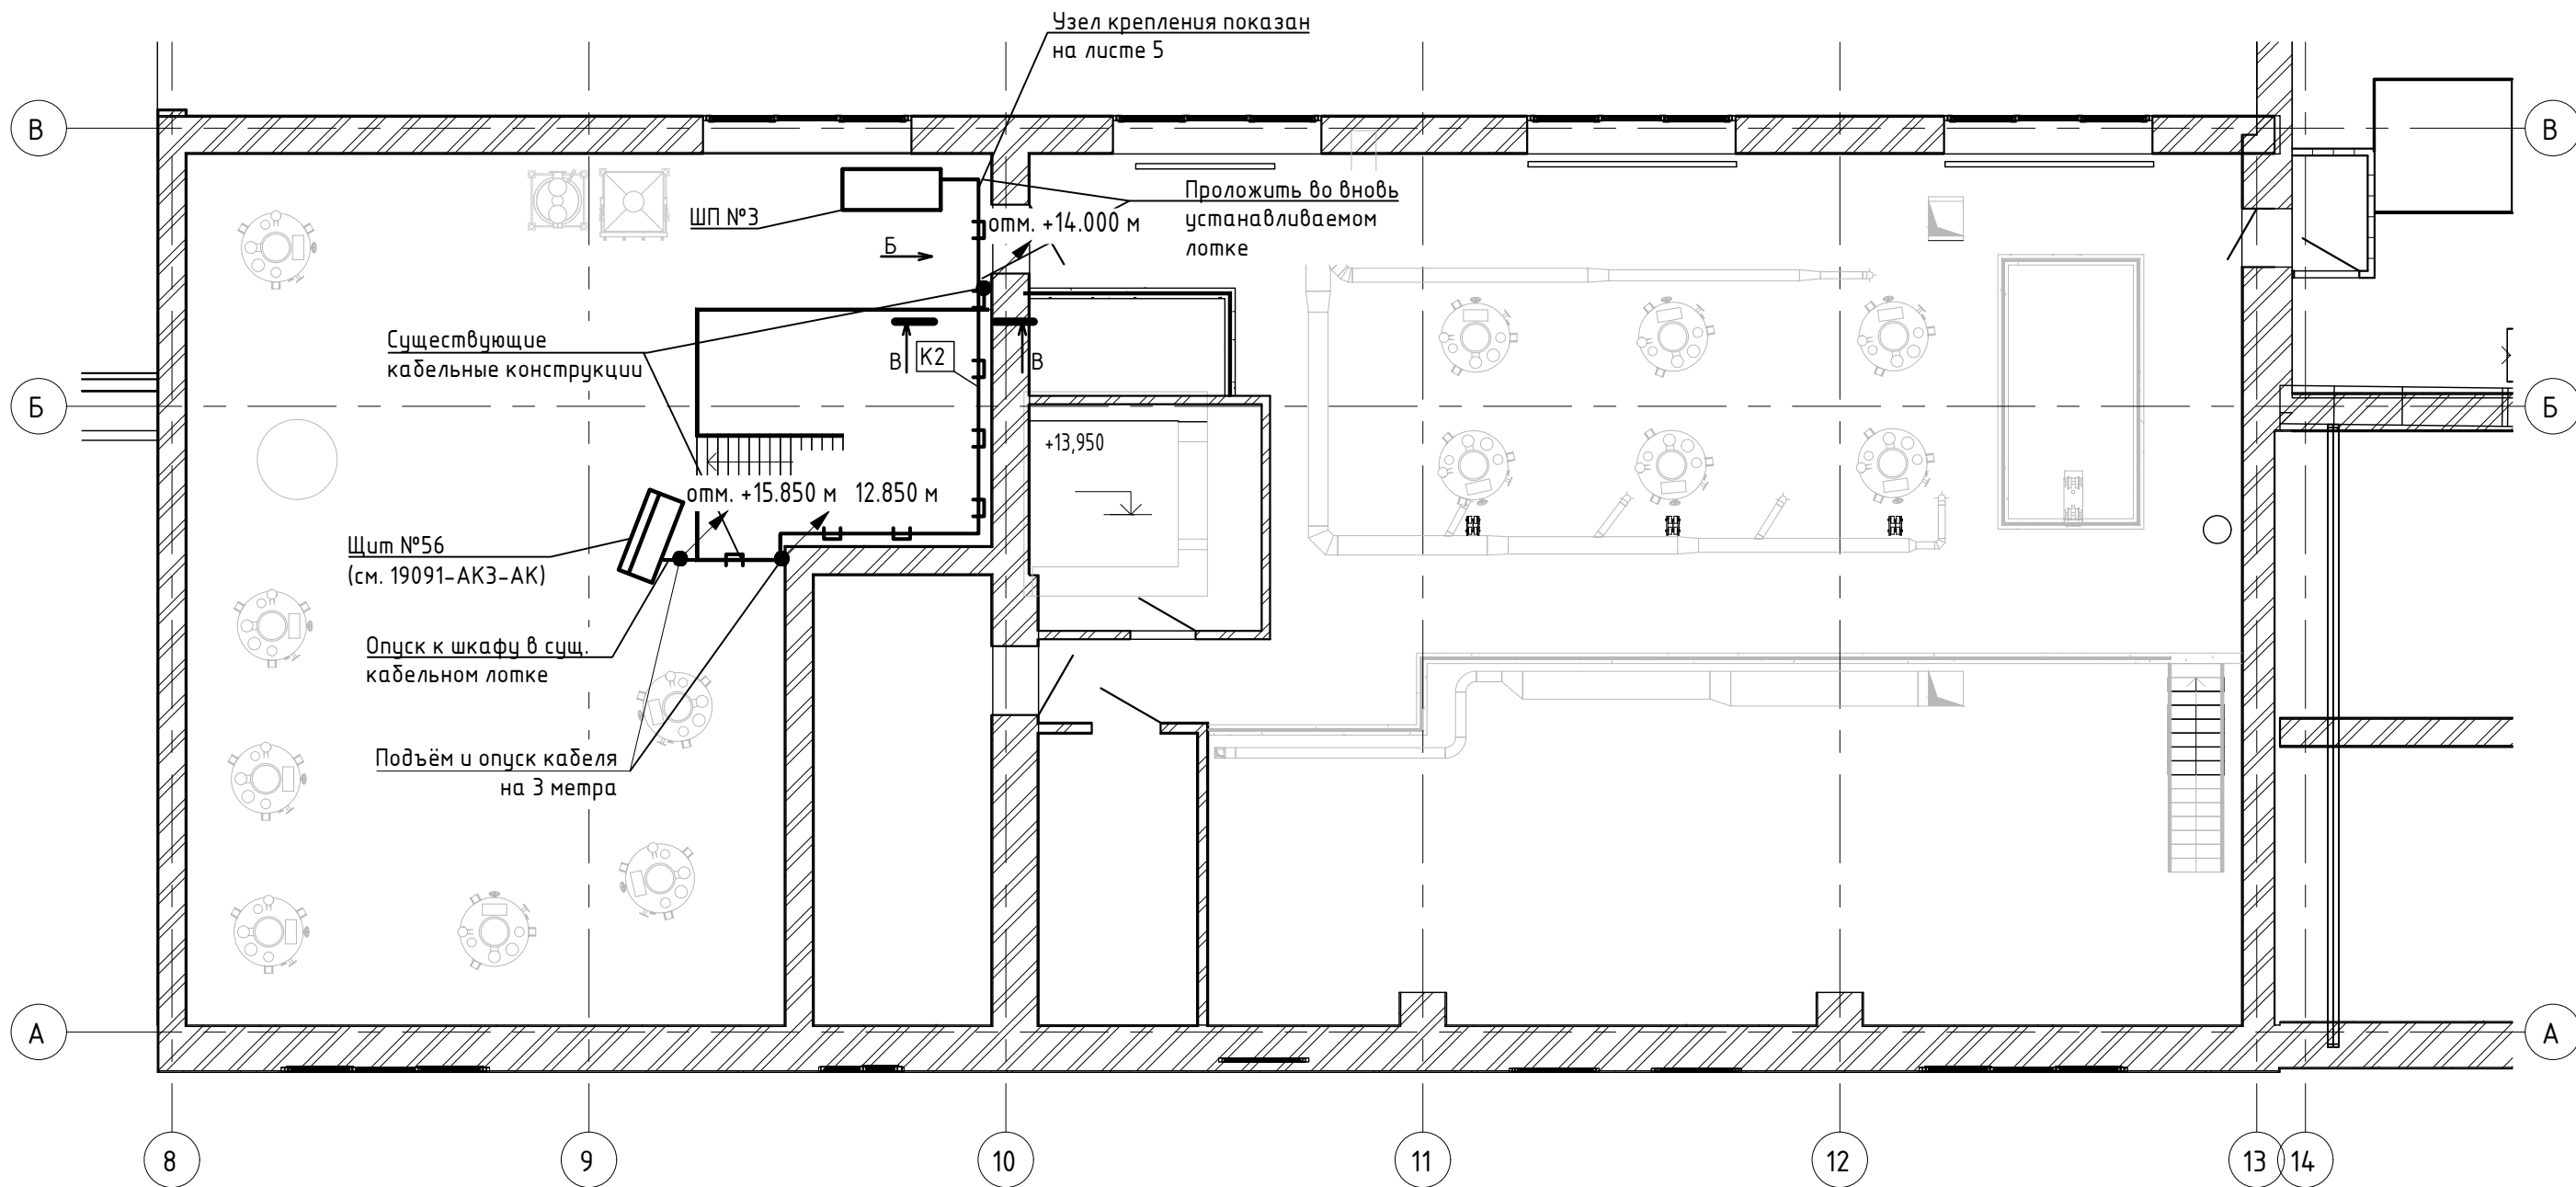 Узел крепления показан
на листе 5
В
В
ШП №3
Проложить во вновь
устанавливаемом
лотке
отм. +14.000 м
Б
Существующие
кабельные конструкции
В
К2
В
Б
Б
+13,950
отм. +15.850 м
12.850 м
Щит №56
(см. 19091-АК3-АК)
Опуск к шкафу в сущ.
кабельном лотке
Подъём и опуск кабеля
на 3 метра
А
А
8
9
10
11
12
13
14